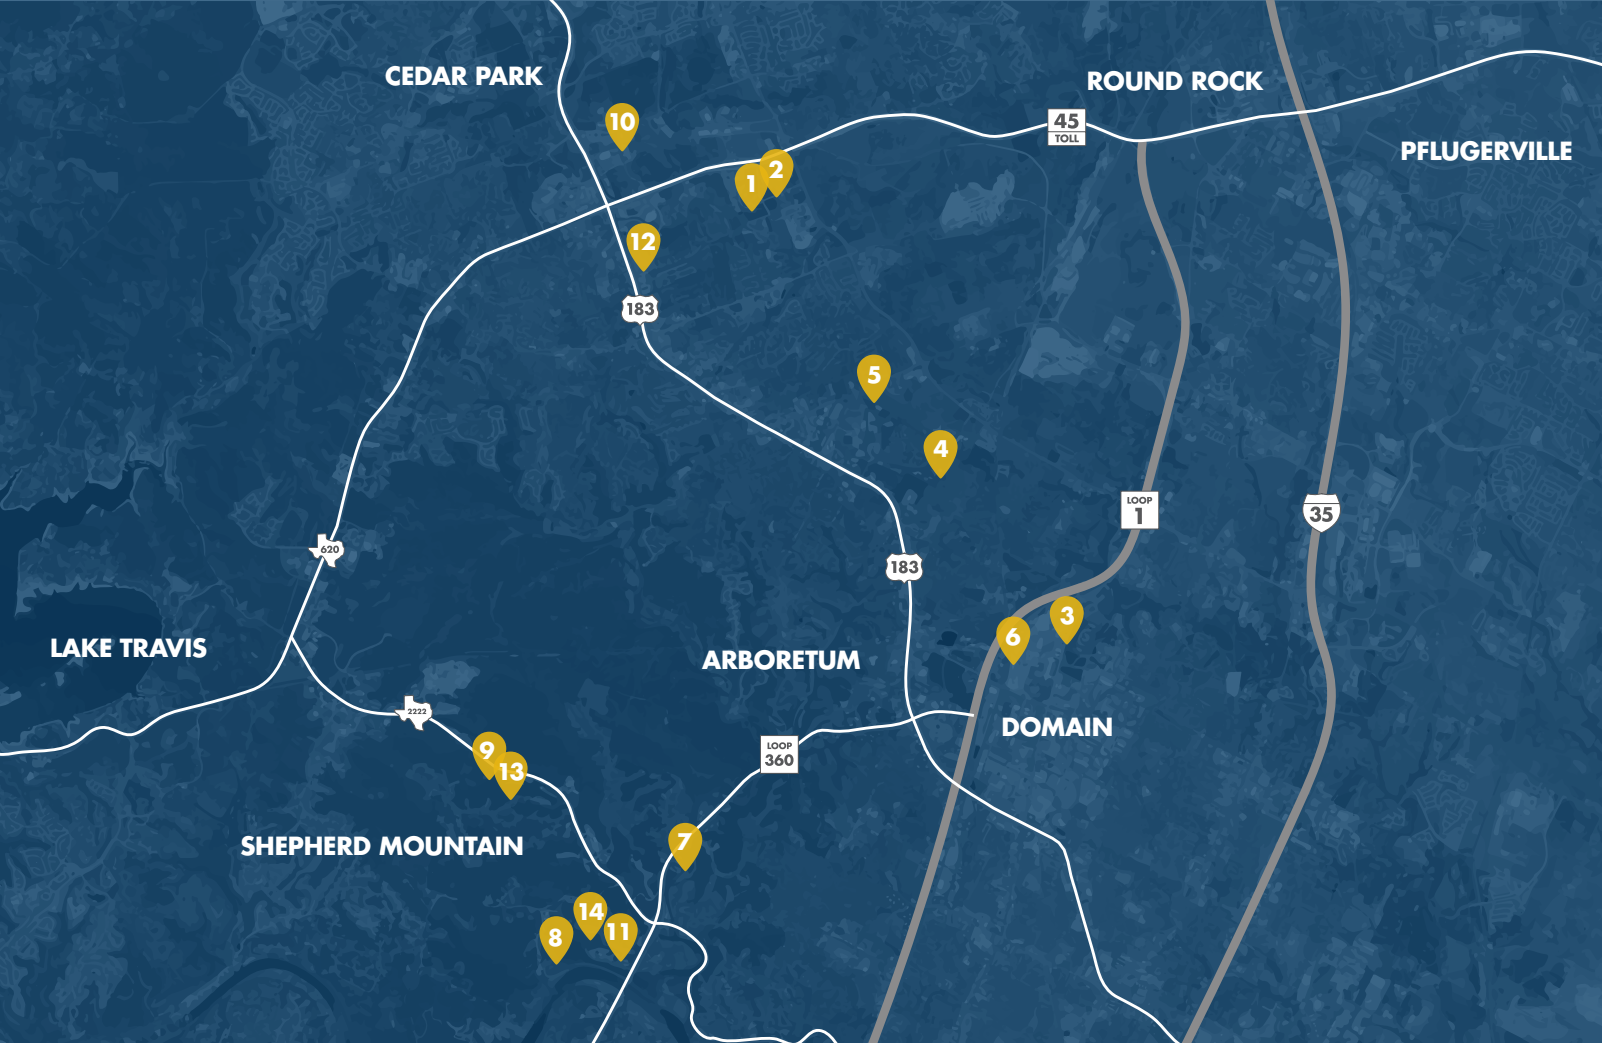 CEDAR PARK
ROUND ROCK
10
45
TOLL
PFLUGERVILLE
2
1
12
183
5
4
LOOP
1
35
620
183
3
6
LAKE TRAVIS
ARBORETUM
2222
DOMAIN
9
LOOP
360
13
7
SHEPHERD MOUNTAIN
14
11
8